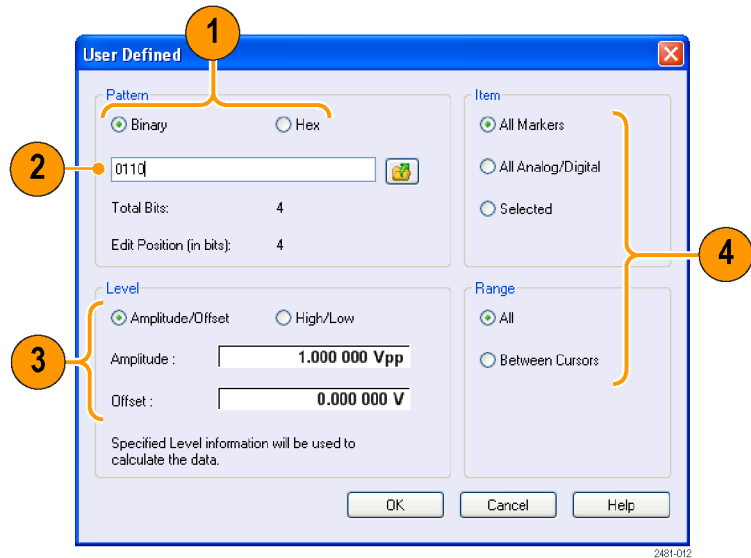 1
User Defined
Pattern
Binary
Hex
2
0110
Total Bits: 4
Edit Position (in bits): 4
Item
All Markers
All Analog/Digital
Selected
4
Level
Amplitude/Offset
High/Low
3
Amplitude : 1.000 000 Vpp
Offset : 0.000 000 V
Specified Level information will be used to
calculate the data.
Range
All
Between Cursors
OK
Cancel
Help
2481-012